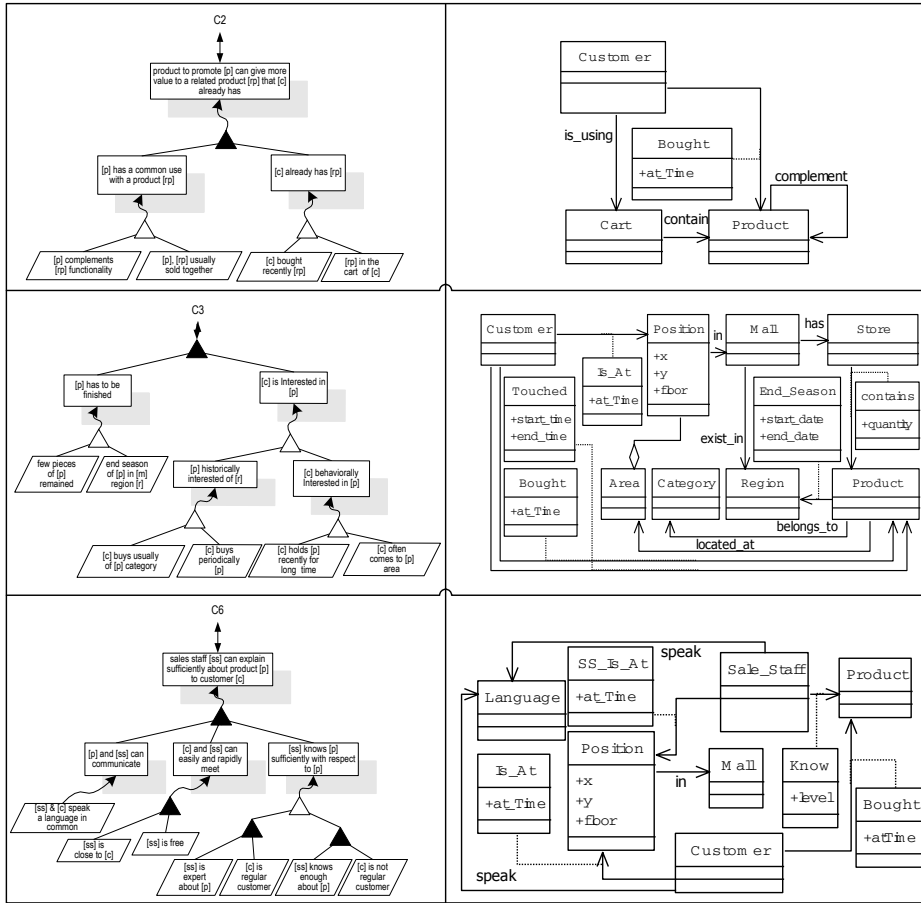 C2
product to promote [p] can give more
value to a related product [rp] that [c]
already has
[p] has a common use
with a product [rp]
[c] already has [rp]
[p] complements
[rp] functionality
[p], [rp] usually
sold together
[c] bought
recently [rp]
[rp] in the
cart of [c]
Customer
is_using
Bought
+at_Time
complement
Cart
contain
Product
C3
[p] has to be
finished
[c] is Interested in
[p]
few pieces
of [p]
remained
end season
of [p] in [m]
region [r]
[p] historically
interested of [r]
[c] behaviorally
Interested in [p]
[c] buys usually
of [p] category
[c] buys
periodically
[p]
[c] holds [p]
recently for
long time
[c] often
comes to [p]
area
Customer
Position
+x
+y
+floor
in
Mall
has
Store
Is_At
+at_Time
Touched
+start_time
+end_time
End_Season
+start_date
+end_date
contains
+quantity
exist_in
Bought
+at_Time
Area
Category
Region
Product
belongs_to
located_at
C6
sales staff [ss] can explain
sufficiently about product [p]
to customer [c]
[p] and [ss] can
communicate
[c] and [ss] can
easily and rapidly
meet
[ss] knows [p]
sufficiently with respect
to [p]
[ss] & [c] speak
a language in
common
[ss] is
close to [c]
[ss] is free
[ss] is
expert
about [p]
[c] is
regular
customer
[ss] knows
enough
about [p]
[c] is not
regular
customer
speak
Language
SS_Is_At
+at_Time
Sale_Staff
Product
Is_At
+at_Time
Position
+x
+y
+floor
in
Mall
Know
+level
Bought
+atTime
Customer
speak